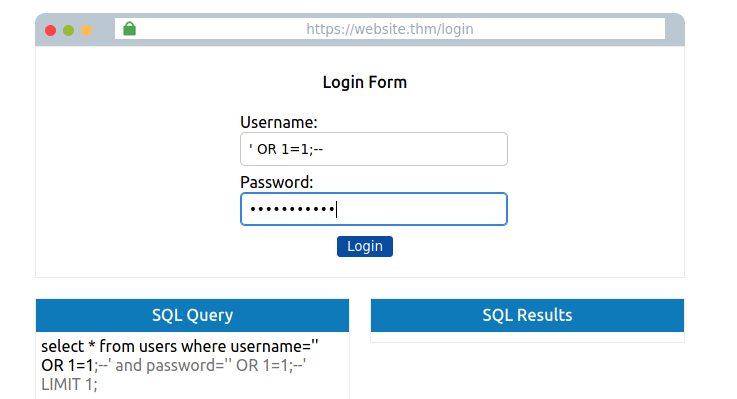 https://website.thm/login
Login Form
Username:
' OR 1=1;--
Password:
•••••••••••
Login
SQL Query
select * from users where username=''
OR 1=1;--' and password='' OR 1=1;--'
LIMIT 1;
SQL Results